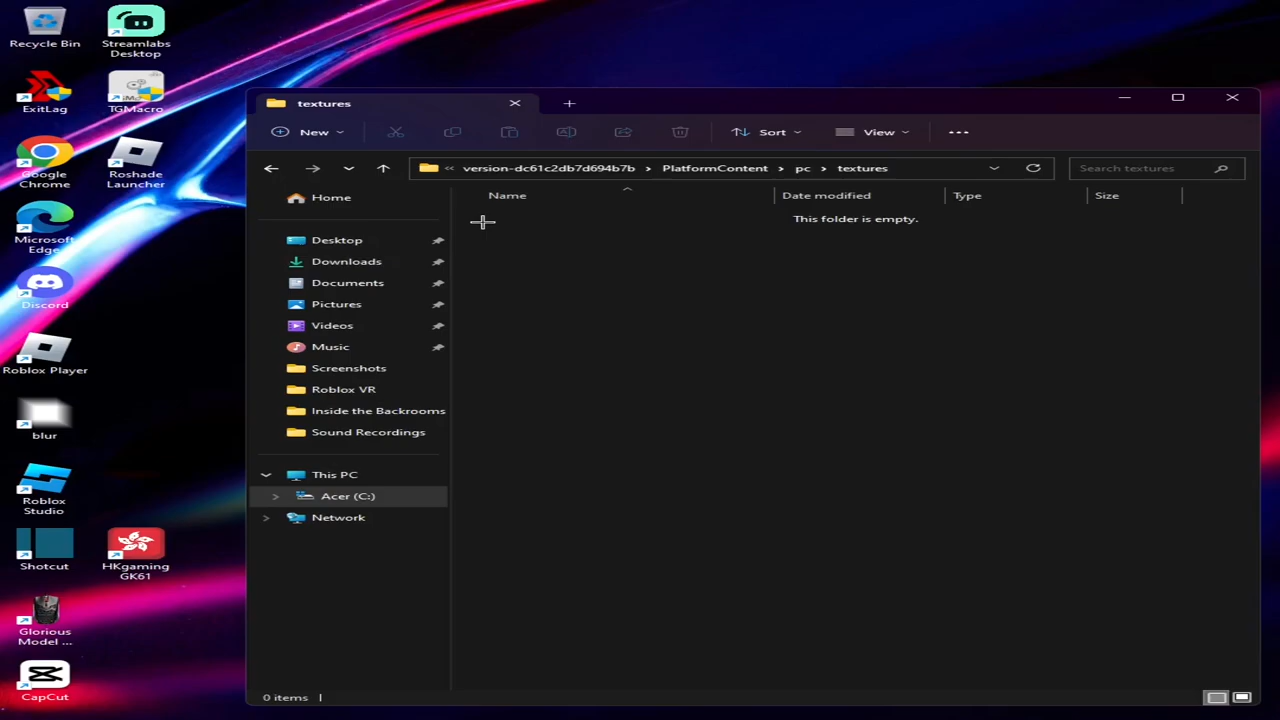 Recycle Bin
Streamlabs
Desktop
ExitLag
TGMacro
Google
Chrome
Roshade
Launcher
Microsoft
Edge
Discord
Roblox Player
blur
Roblox
Studio
Shotcut
HKgaming
GK61
Glorious
Model ...
CapCut
textures
New
Sort
View
version-dc61c2db7d694b7b
PlatformContent
pc
textures
Search textures
Name
Date modified
Type
Size
This folder is empty.
Home
Desktop
Downloads
Documents
Pictures
Videos
Music
Screenshots
Roblox VR
Inside the Backrooms
Sound Recordings
This PC
Acer (C:)
Network
0 items